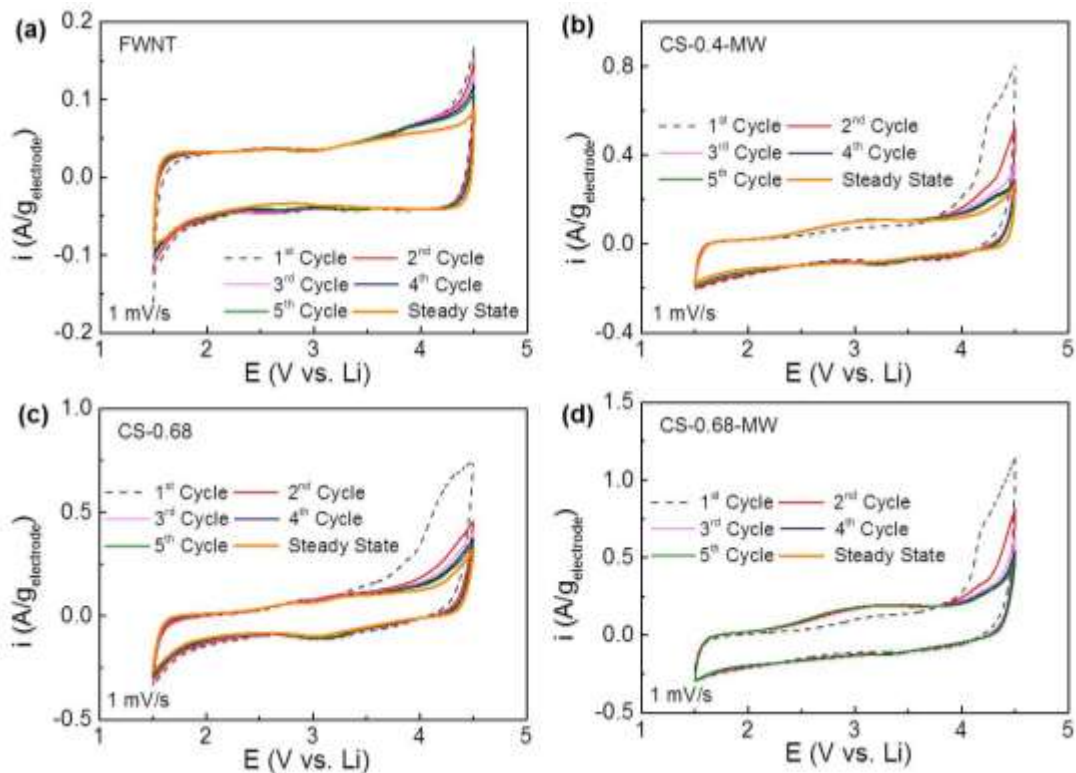 (a)
FWNT
0.2
0.1
0.0
-0.1
-0.2
i (A/g electrode)
1st Cycle 2nd Cycle
3rd Cycle 4th Cycle
5th Cycle Steady State
1 mV/s
1 2 3 4 5
E (V vs. Li)
(b)
CS-0.4-MW
0.8
0.4
0.0
-0.4
i (A/g electrode)
1st Cycle 2nd Cycle
3rd Cycle 4th Cycle
5th Cycle Steady State
1 mV/s
1 2 3 4 5
E (V vs. Li)
(c)
CS-0.68
1.0
0.5
0.0
-0.5
i (A/g electrode)
1st Cycle 2nd Cycle
3rd Cycle 4th Cycle
5th Cycle Steady State
1 mV/s
1 2 3 4 5
E (V vs. Li)
(d)
CS-0.68-MW
1.5
1.0
0.5
0.0
-0.5
i (A/g electrode)
1st Cycle 2nd Cycle
3rd Cycle 4th Cycle
5th Cycle Steady State
1 mV/s
1 2 3 4 5
E (V vs. Li)